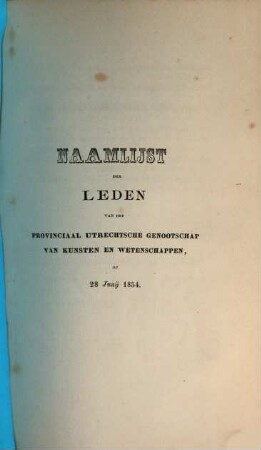 NAAMLIJST
DER
LEDEN
VAN HET
PROVINCIAAL UTRECHTSCHE GENOOTSCHAP
VAN KUNSTEN EN WETENSCHAPPEN,
OP
28 Junij 1854.